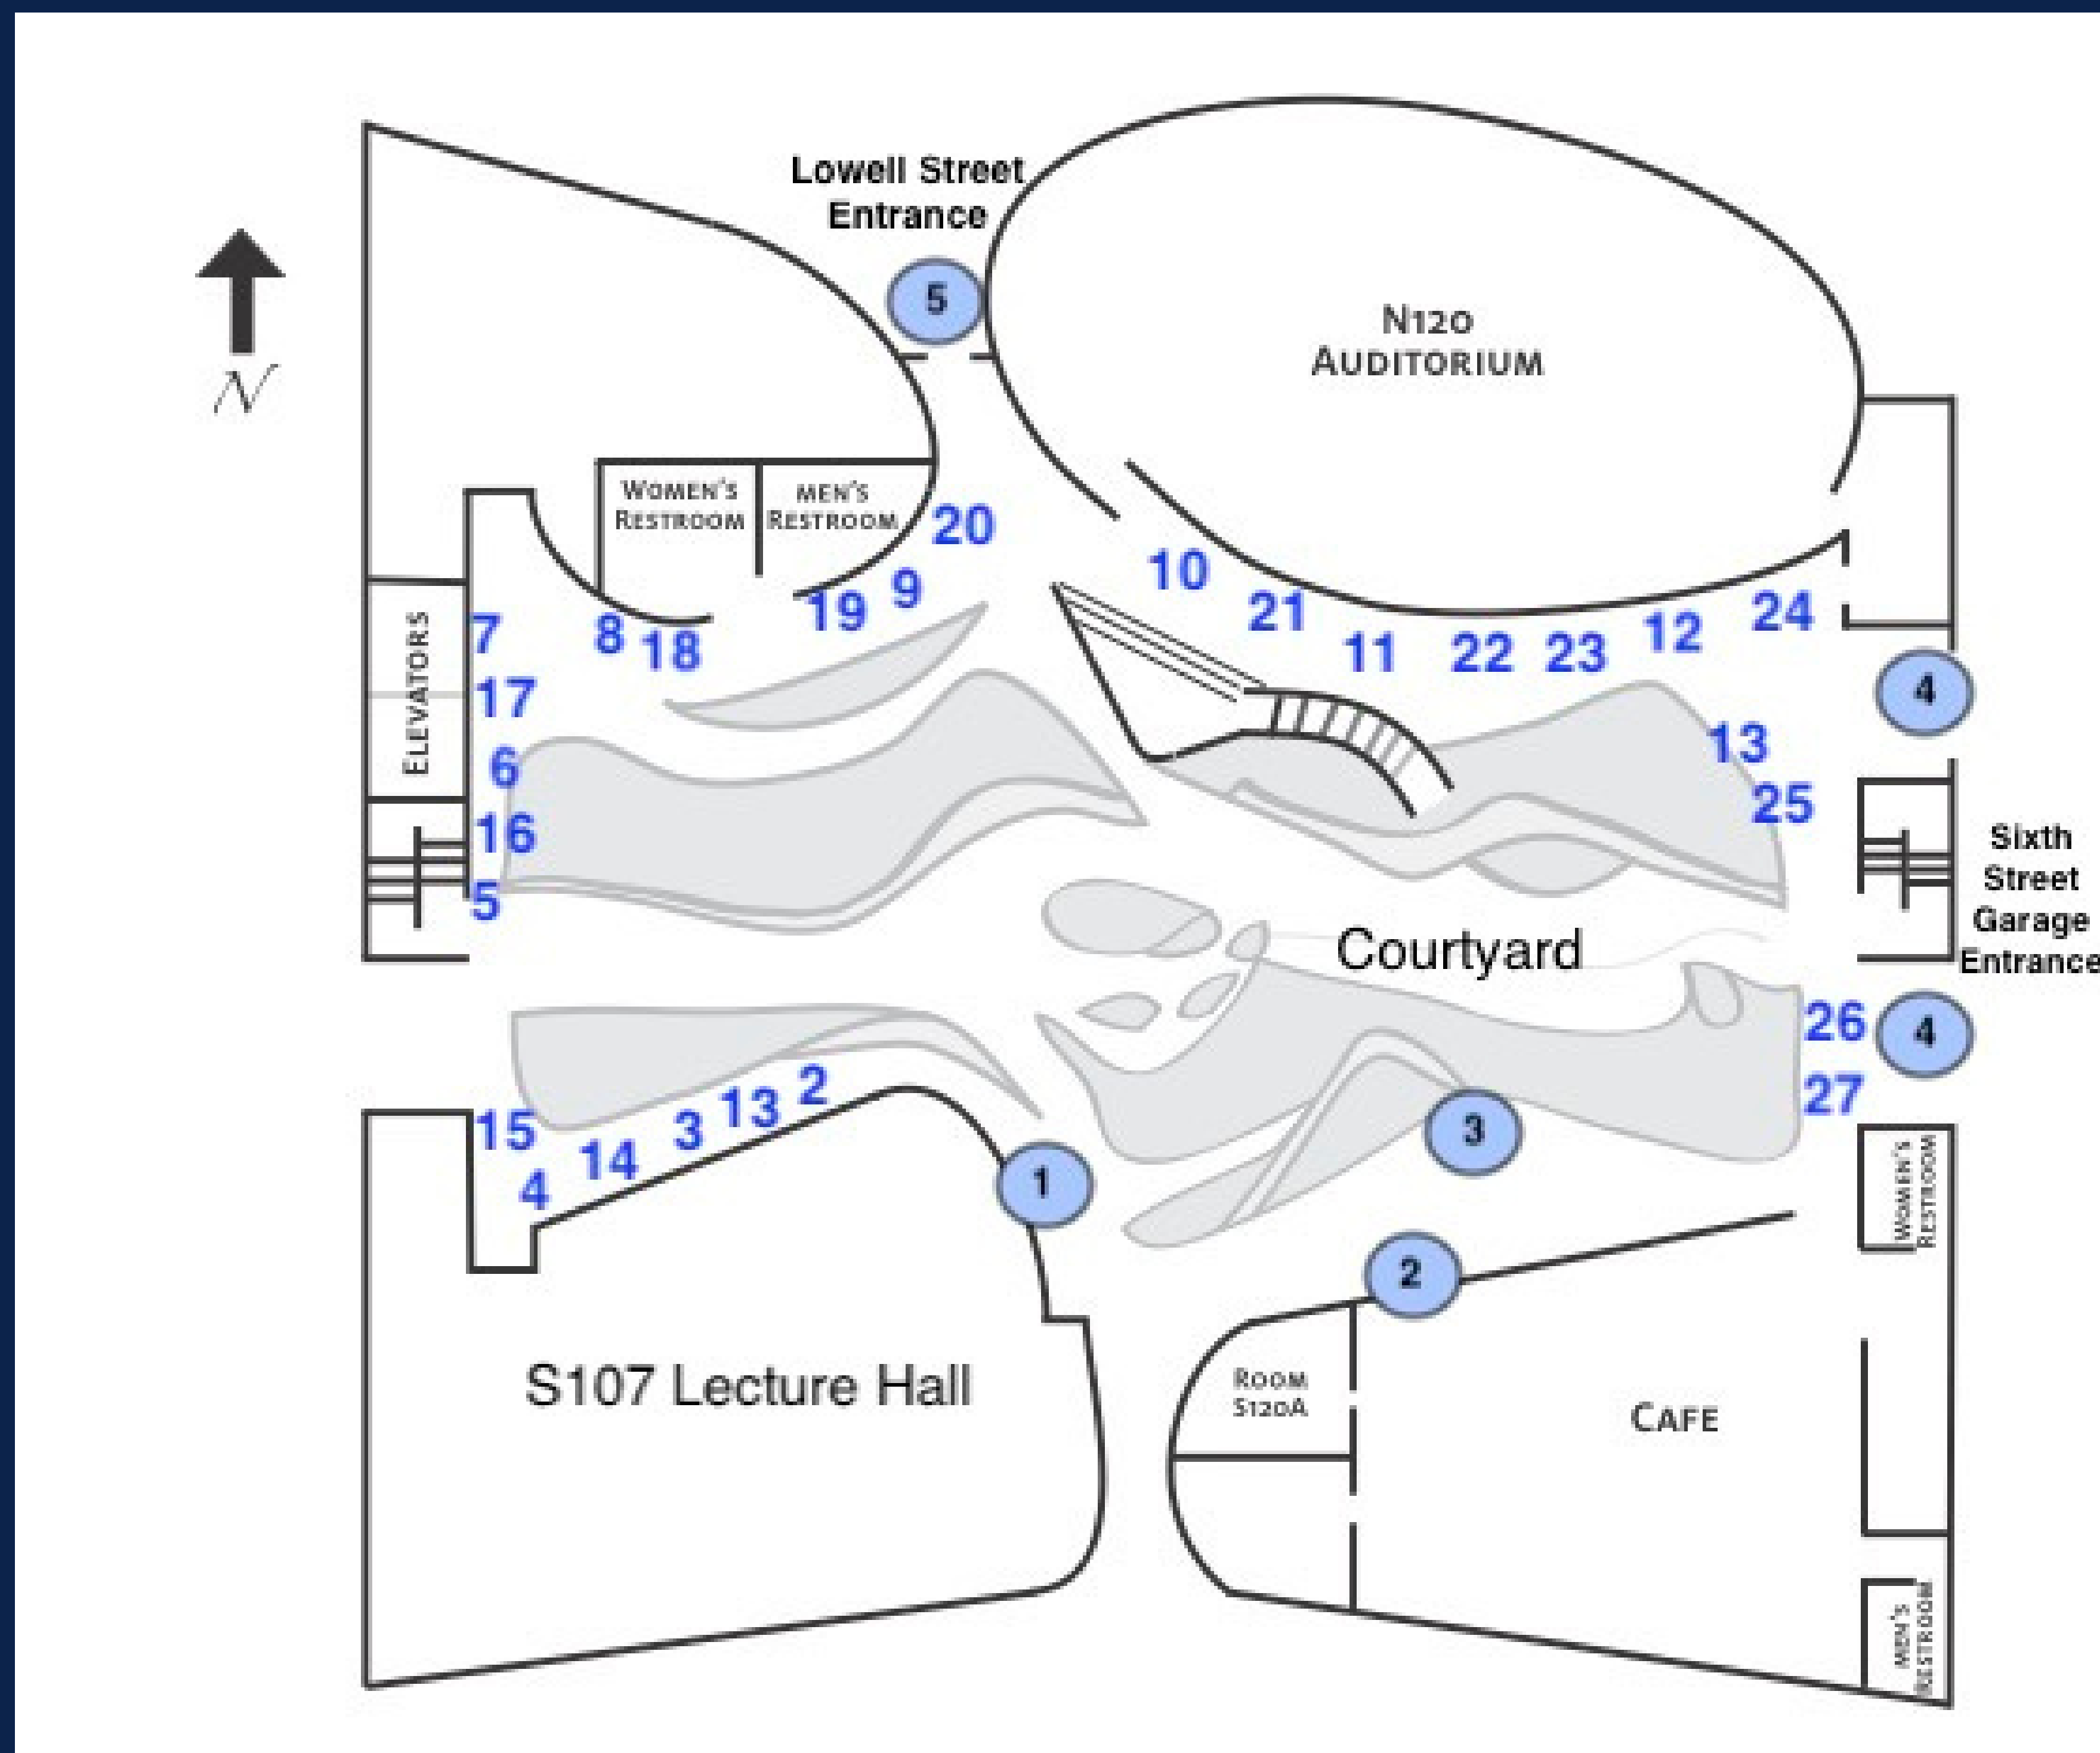 Lowell Street
Entrance
5
N120
AUDITORIUM
N
WOMEN'S
RESTROOM
MEN'S
RESTROOM
20
10
9
19
21
24
7
8
18
11
22
23
12
ELEVATORS
17
4
6
13
25
16
5
Sixth
Street
Garage
Entrance
Courtyard
26
4
27
2
13
3
15
14
4
3
1
WOMEN'S
RESTROOM
2
S107 Lecture Hall
ROOM
S120A
CAFE
MEN'S
RESTROOM